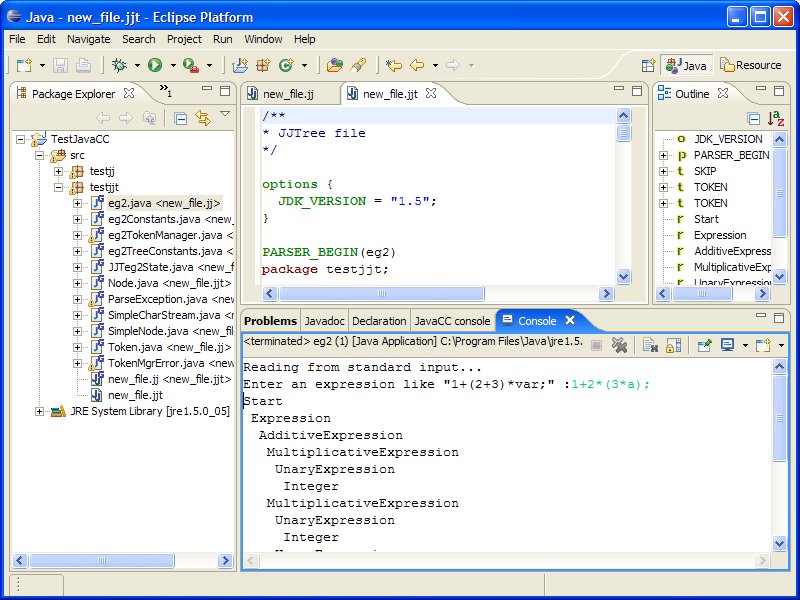 Java - new_file.jjt - Eclipse Platform
File Edit Navigate Search Project Run Window Help
Java Resource
Package Explorer
1
TestJavaCC
src
testjj
testjjt
eg2.java <new_file.jj>
eg2Constants.java <new_
eg2TokenManager.java <
eg2TreeConstants.java <
JJTeg2State.java <new_f
Node.java <new_file.jjt>
ParseException.java <new
SimpleCharStream.java <r
SimpleNode.java <new_fil
Token.java <new_file.jj>
TokenMgrError.java <new
new_file.jj <new_file.jjt>
new_file.jjt
JRE System Library [jre1.5.0_05]
new_file.jj new_file.jjt
/**
* JJTree file
*/
options {
JDK_VERSION = "1.5";
}
PARSER_BEGIN(eg2)
package testjjt;
Outline
JDK_VERSION
PARSER_BEGIN
SKIP
TOKEN
TOKEN
Start
Expression
AdditiveExpress
MultiplicativeExp
UnaryExpression
Problems Javadoc Declaration JavaCC console Console
<terminated> eg2 (1) [Java Application] C:\Program Files\Java\jre1.5.
Reading from standard input...
Enter an expression like "1+(2+3)*var;" :1+2*(3*a);
Start
Expression
AdditiveExpression
MultiplicativeExpression
UnaryExpression
Integer
MultiplicativeExpression
UnaryExpression
Integer